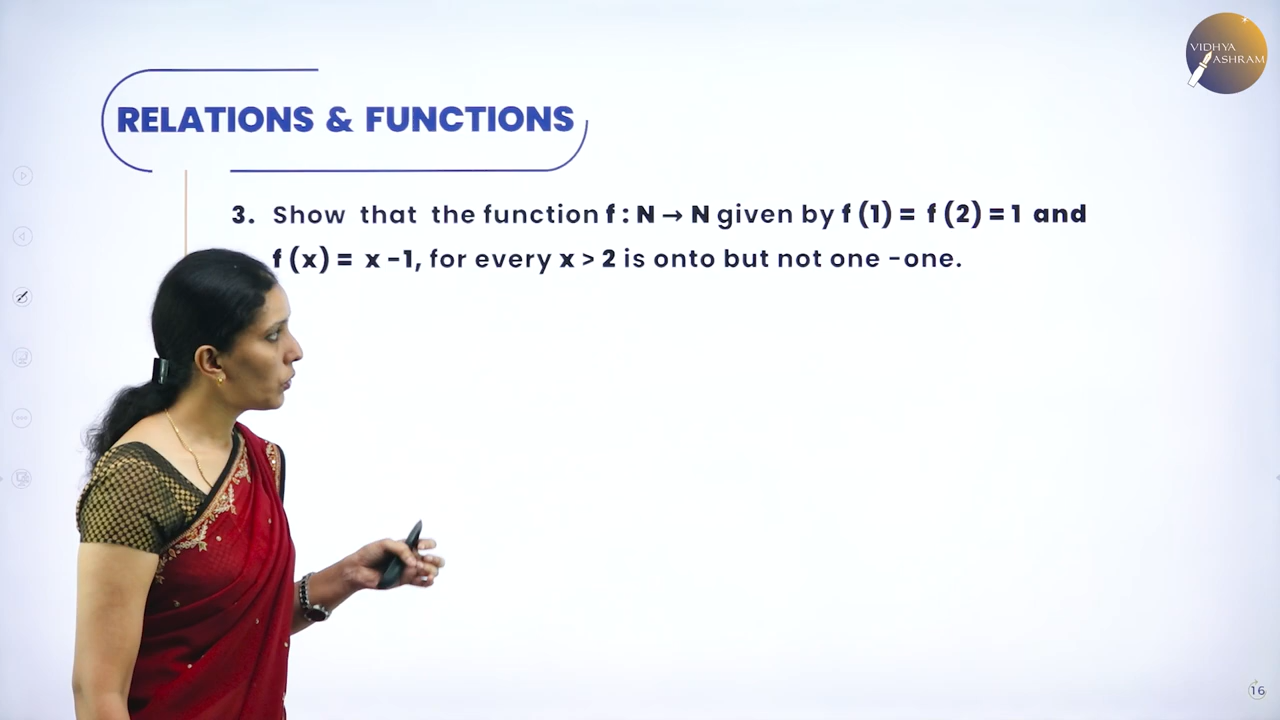 VIDHYA
ASHRAM
RELATIONS & FUNCTIONS
3. Show that the function f : N → N given by f (1) = f (2) = 1 and
f (x) = x -1, for every x > 2 is onto but not one -one.
16